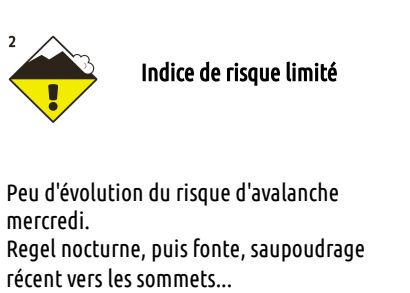 2
Indice de risque limité
Peu d'évolution du risque d'avalanche
mercredi.
Regel nocturne, puis fonte, saupoudrage
récent vers les sommets...